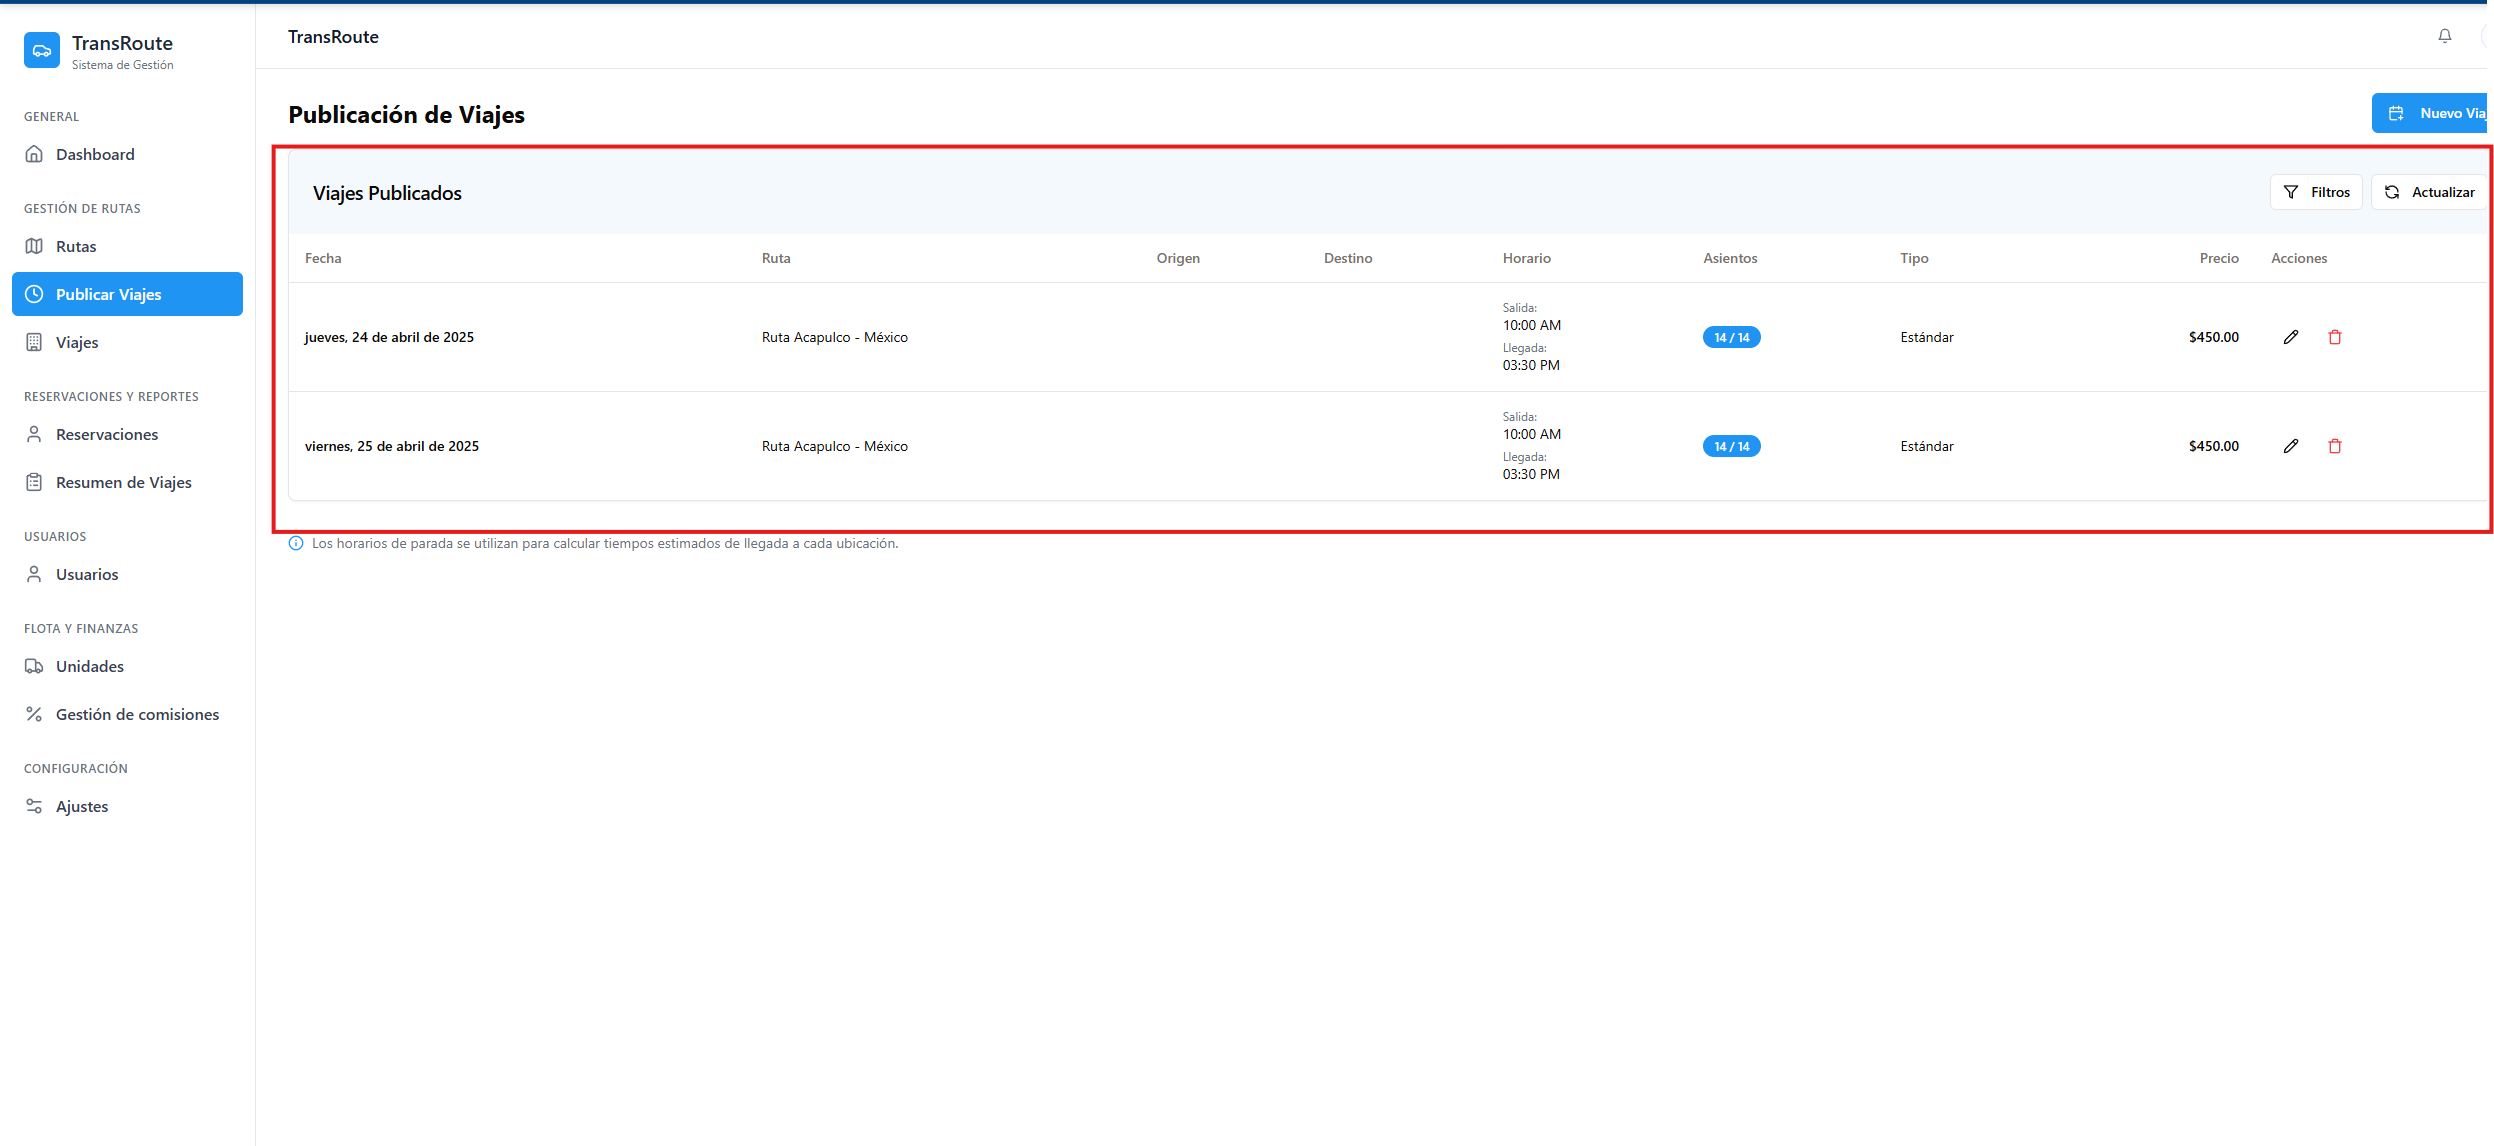 TransRoute
Sistema de Gestión
GENERAL
Dashboard
GESTIÓN DE RUTAS
Rutas
Publicar Viajes
Viajes
RESERVACIONES Y REPORTES
Reservaciones
Resumen de Viajes
USUARIOS
Usuarios
FLOTA Y FINANZAS
Unidades
Gestión de comisiones
CONFIGURACIÓN
Ajustes
TransRoute
Publicación de Viajes
Nuevo
Viajes Publicados
Filtros
Actualizar
Fecha Ruta Origen Destino Horario Asientos Tipo Precio Acciones
Salida:
10:00 AM
jueves, 24 de abril de 2025 Ruta Acapulco - México 14 / 14 Estándar $450.00
Llegada:
03:30 PM
Salida:
10:00 AM
viernes, 25 de abril de 2025 Ruta Acapulco - México 14 / 14 Estándar $450.00
Llegada:
03:30 PM
Los horarios de parada se utilizan para calcular tiempos estimados de llegada a cada ubicación.